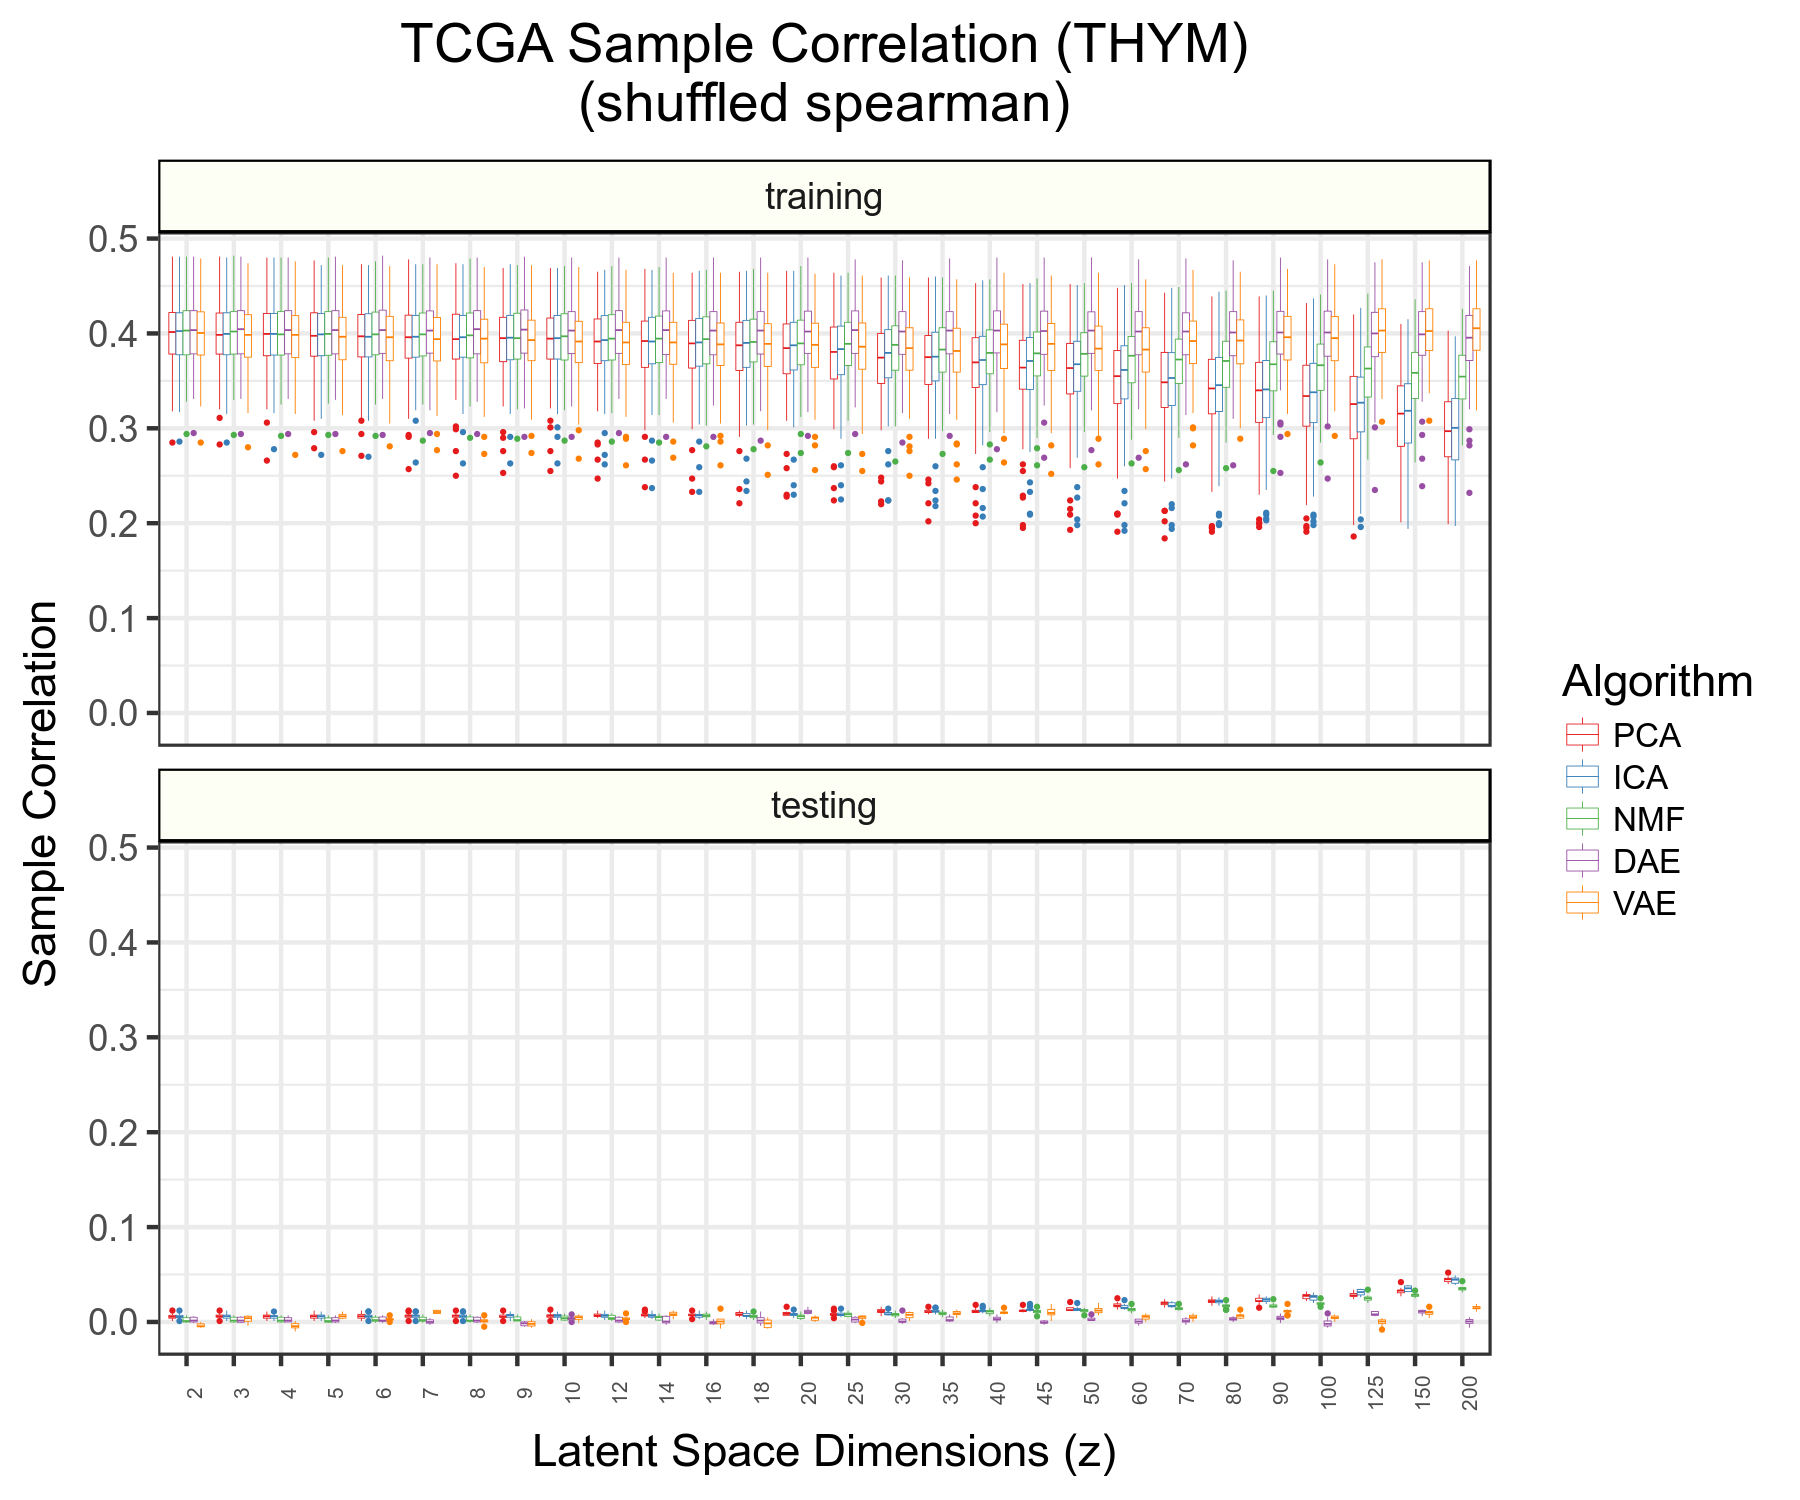 TCGA Sample Correlation (THYM)
(shuffled spearman)
training
0.5
0.4
0.3
0.2
0.1
0.0
testing
0.5
0.4
0.3
0.2
0.1
0.0
Sample Correlation
2 3 4 5 6 7 8 9 10 12 14 16 18 20 25 30 35 40 45 50 60 70 80 90 100 125 150 200
Latent Space Dimensions (z)
Algorithm
PCA
ICA
NMF
DAE
VAE